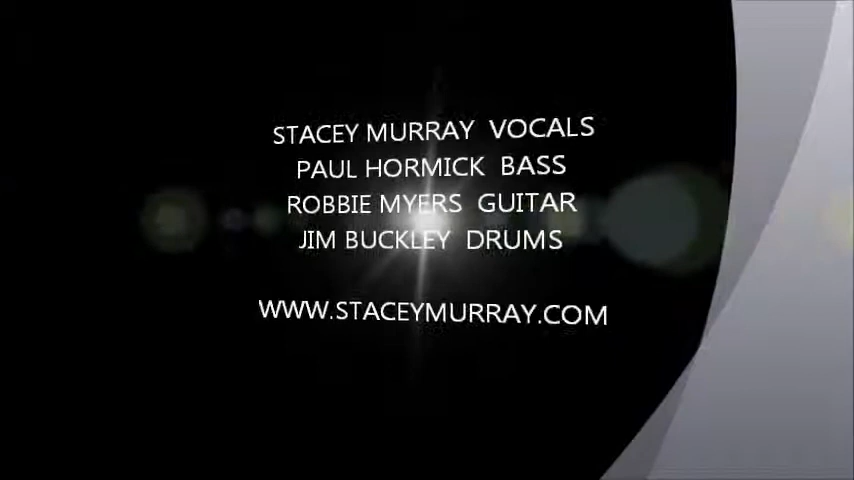 STACEY MURRAY VOCALS
PAUL HORMICK BASS
ROBBIE MYERS GUITAR
JIM BUCKLEY DRUMS
WWW.STACEYMURRAY.COM